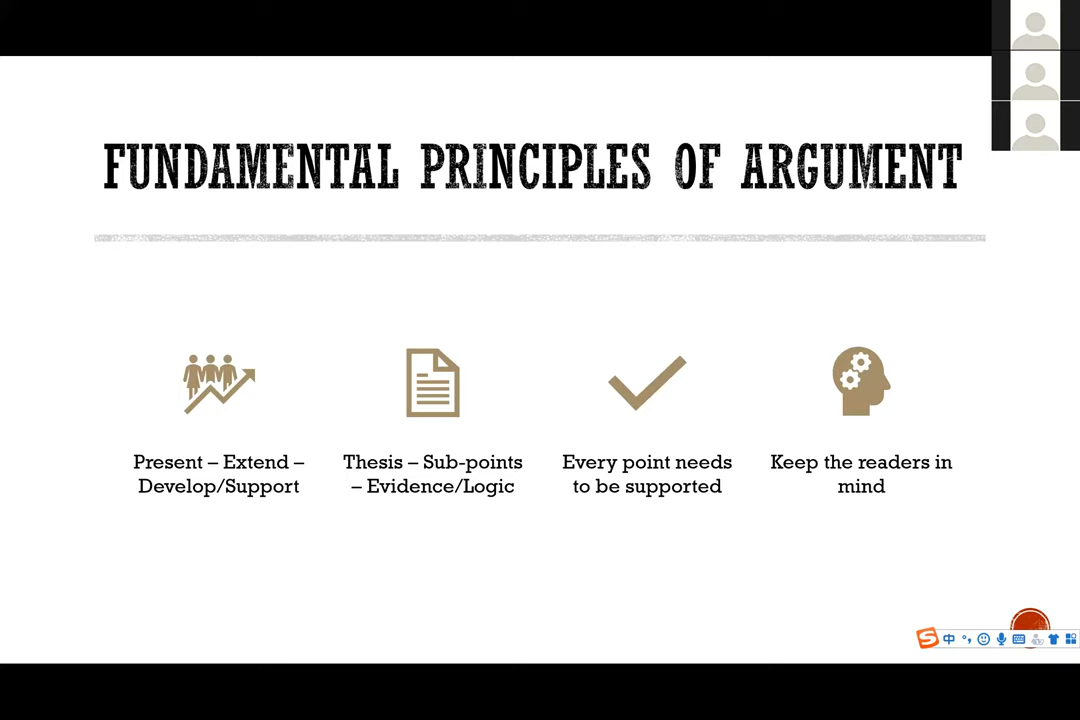 FUNDAMENTAL PRINCIPLES OF ARGUMENT
Present – Extend –
Develop/Support
Thesis – Sub-points
– Evidence/Logic
Every point needs
to be supported
Keep the readers in
mind
S 中